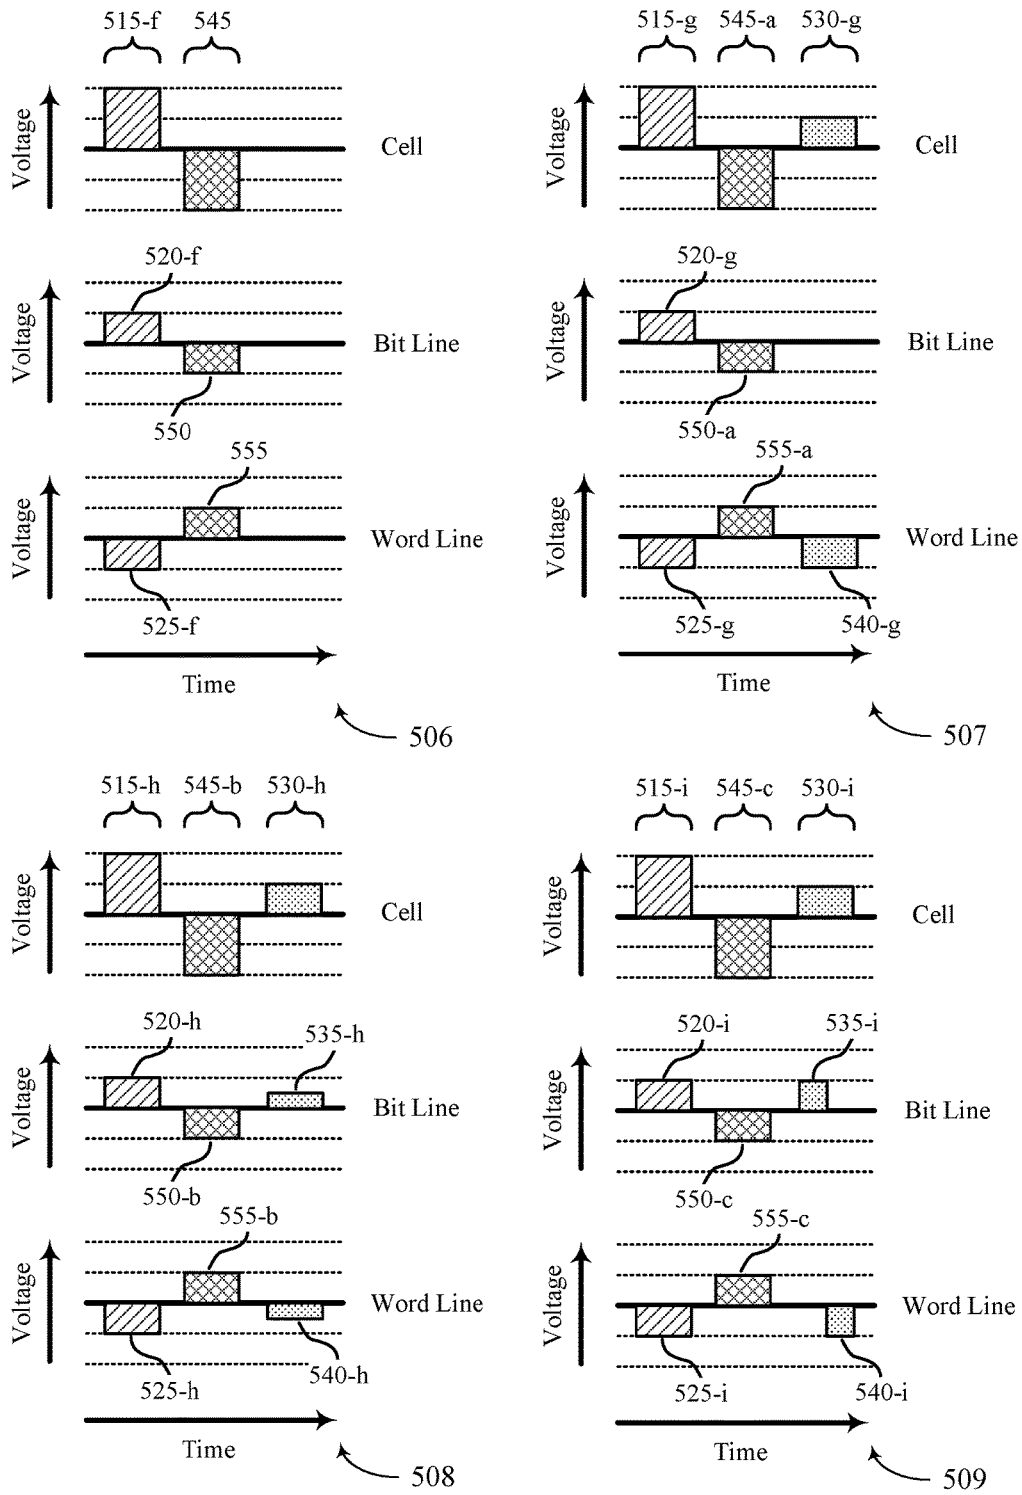 515-f 545
Voltage
Cell
520-f
Voltage
Bit Line
550
555
Voltage
Word Line
525-f
Time
506
515-g 545-a 530-g
Voltage
Cell
520-g
Voltage
Bit Line
550-a
555-a
Voltage
Word Line
525-g
540-g
Time
507
515-h 545-b 530-h
Voltage
Cell
520-h
535-h
Voltage
Bit Line
550-b
555-b
Voltage
Word Line
525-h
540-h
Time
508
515-i 545-c 530-i
Voltage
Cell
520-i
535-i
Voltage
Bit Line
550-c
555-c
Voltage
Word Line
525-i
540-i
Time
509